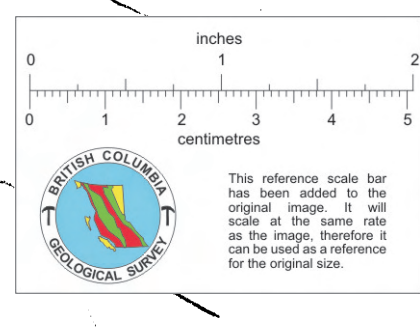 inches
0 1 2
0 1 2 3 4 5
centimetres
BRITISH COLUMBIA
GEOLOGICAL SURVEY
This reference scale bar
has been added to the
original image. It will
scale at the same rate
as the image, therefore it
can be used as a reference
for the original size.